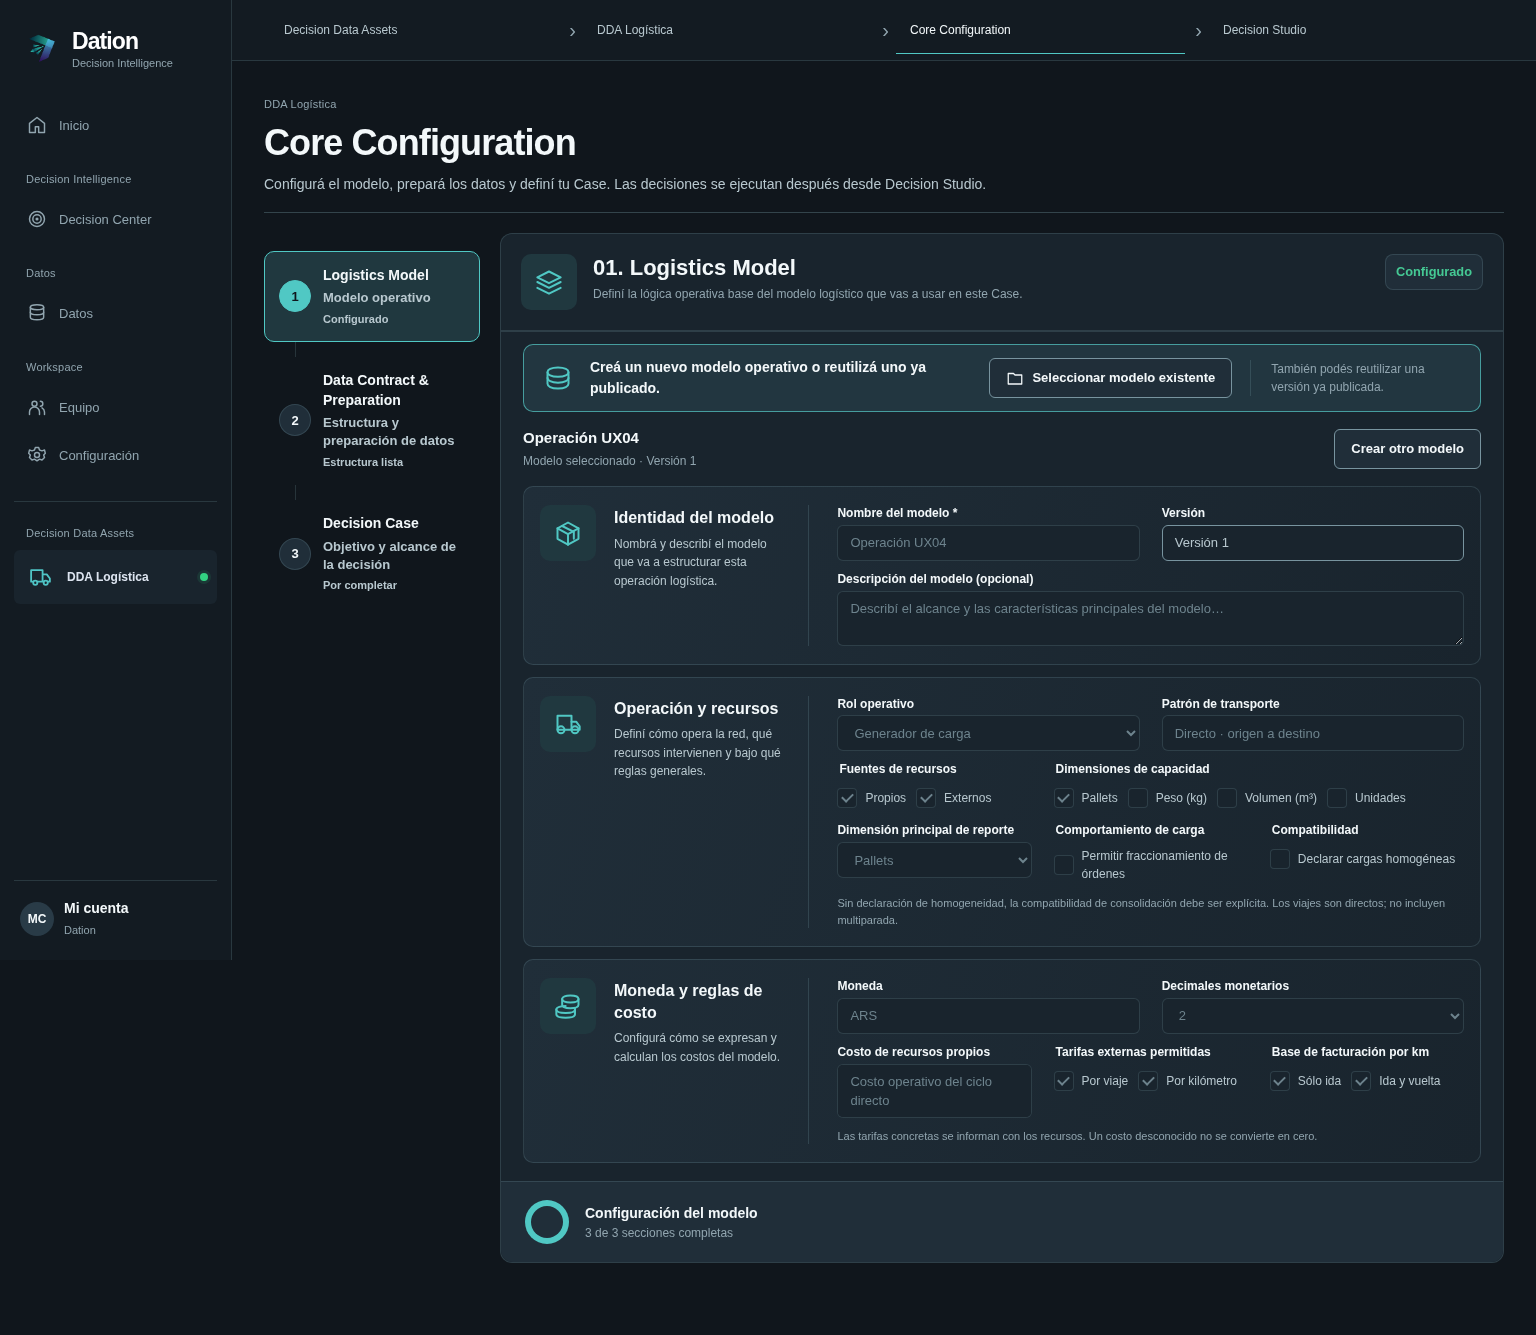 Dation
Decision Intelligence
Inicio
Decision Intelligence
Decision Center
Datos
Datos
Workspace
Equipo
Configuración
Decision Data Assets
DDA Logística
MC
Mi cuenta
Dation
Decision Data Assets
DDA Logística
Core Configuration
Decision Studio
DDA Logística
Core Configuration
Configurá el modelo, prepará los datos y definí tu Case. Las decisiones se ejecutan después desde Decision Studio.
1
Logistics Model
Modelo operativo
Configurado
2
Data Contract &
Preparation
Estructura y
preparación de datos
Estructura lista
3
Decision Case
Objetivo y alcance de
la decisión
Por completar
01. Logistics Model
Definí la lógica operativa base del modelo logístico que vas a usar en este Case.
Configurado
Creá un nuevo modelo operativo o reutilizá uno ya
publicado.
Seleccionar modelo existente
También podés reutilizar una
versión ya publicada.
Operación UX04
Modelo seleccionado · Versión 1
Crear otro modelo
Identidad del modelo
Nombrá y describí el modelo
que va a estructurar esta
operación logística.
Nombre del modelo *
Operación UX04
Versión
Versión 1
Descripción del modelo (opcional)
Describí el alcance y las características principales del modelo…
Operación y recursos
Definí cómo opera la red, qué
recursos intervienen y bajo qué
reglas generales.
Rol operativo
Generador de carga
Patrón de transporte
Directo · origen a destino
Fuentes de recursos
Propios
Externos
Dimensiones de capacidad
Pallets
Peso (kg)
Volumen (m³)
Unidades
Dimensión principal de reporte
Pallets
Comportamiento de carga
Permitir fraccionamiento de
órdenes
Compatibilidad
Declarar cargas homogéneas
Sin declaración de homogeneidad, la compatibilidad de consolidación debe ser explícita. Los viajes son directos; no incluyen
multiparada.
Moneda y reglas de
costo
Configurá cómo se expresan y
calculan los costos del modelo.
Moneda
ARS
Decimales monetarios
2
Costo de recursos propios
Costo operativo del ciclo
directo
Tarifas externas permitidas
Por viaje
Por kilómetro
Base de facturación por km
Sólo ida
Ida y vuelta
Las tarifas concretas se informan con los recursos. Un costo desconocido no se convierte en cero.
Configuración del modelo
3 de 3 secciones completas